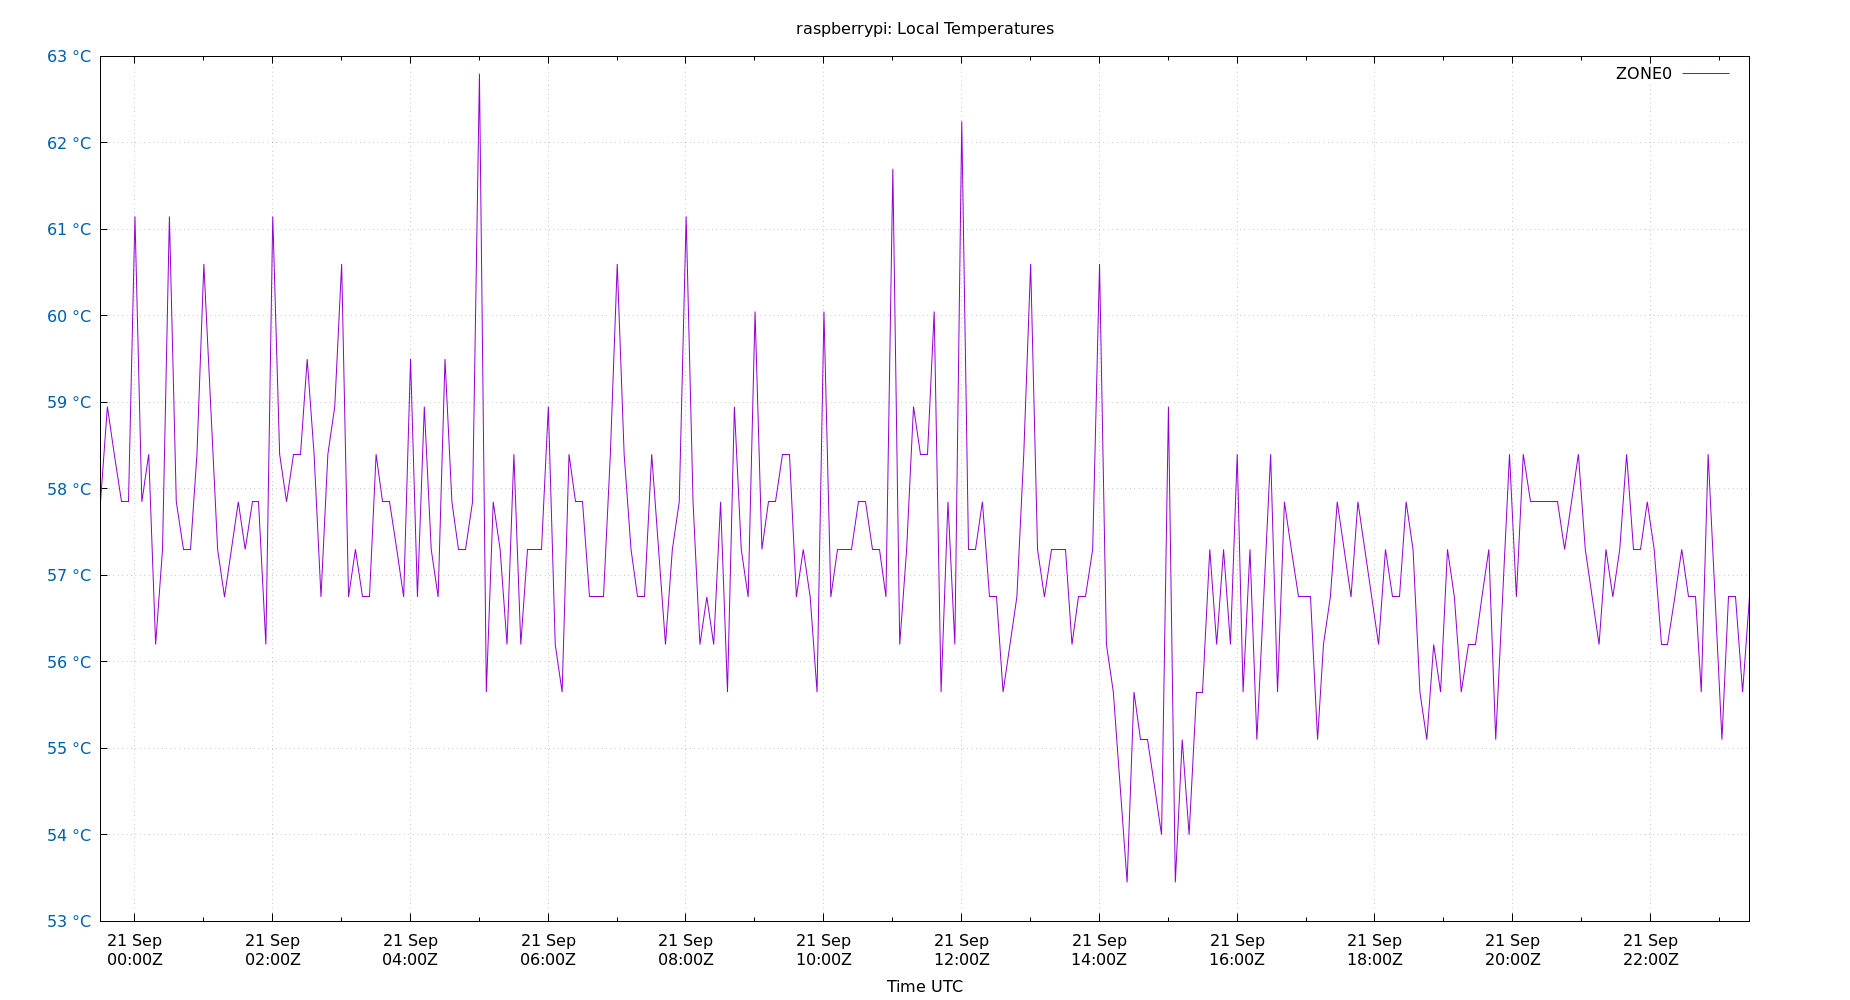 raspberrypi: Local Temperatures
63 °C
ZONE0
62 °C
61 °C
60 °C
59 °C
58 °C
57 °C
56 °C
55 °C
54 °C
53 °C
21 Sep 21 Sep 21 Sep 21 Sep 21 Sep 21 Sep 21 Sep 21 Sep 21 Sep 21 Sep 21 Sep 21 Sep
00:00Z 02:00Z 04:00Z 06:00Z 08:00Z 10:00Z 12:00Z 14:00Z 16:00Z 18:00Z 20:00Z 22:00Z
Time UTC